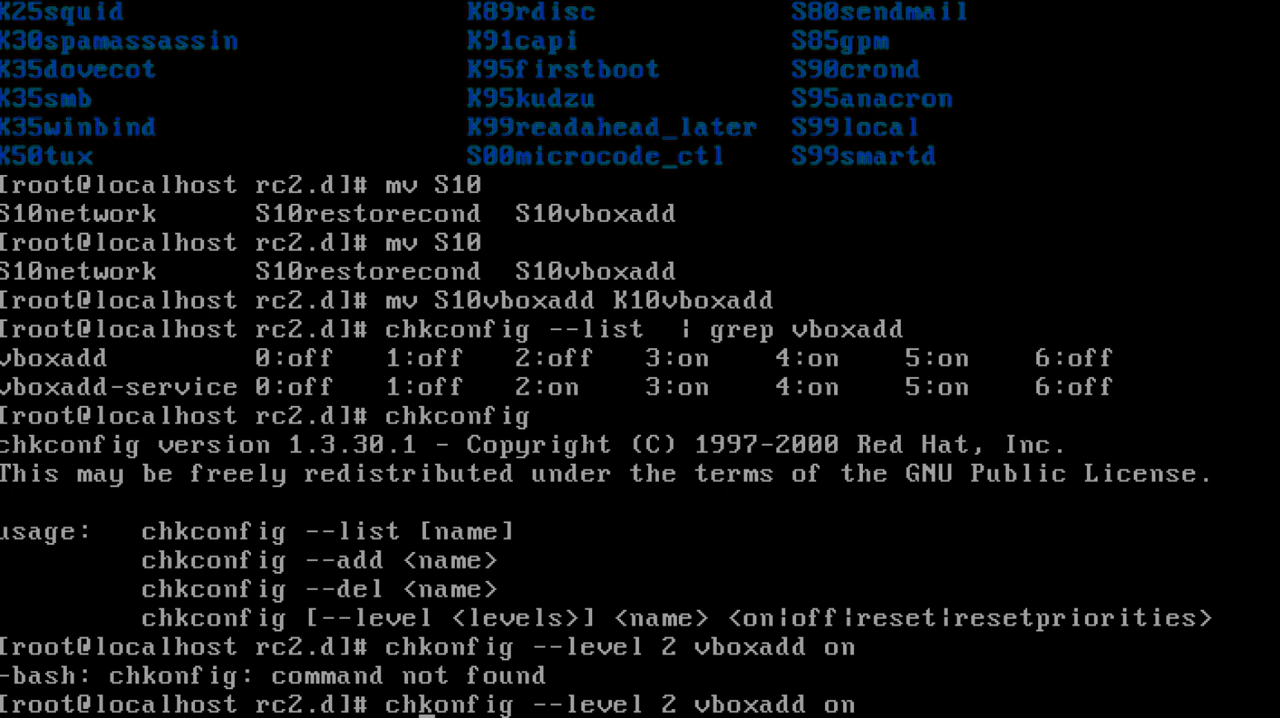 K25squid K89rdisc S80sendmail
K30spamassassin K91capi S85gpm
K35dovecot K95firstboot S90crond
K35smb K95kudzu S95anacron
K35winbind K99readahead_later S99local
K50tux S00microcode_ctl S99smartd
[root@localhost rc2.d]# mv S10
S10network S10restorecond S10vboxadd
[root@localhost rc2.d]# mv S10
S10network S10restorecond S10vboxadd
[root@localhost rc2.d]# mv S10vboxadd K10vboxadd
[root@localhost rc2.d]# chkconfig --list | grep vboxadd
vboxadd 0:off 1:off 2:off 3:on 4:on 5:on 6:off
vboxadd-service 0:off 1:off 2:on 3:on 4:on 5:on 6:off
[root@localhost rc2.d]# chkconfig
chkconfig version 1.3.30.1 - Copyright (C) 1997-2000 Red Hat, Inc.
This may be freely redistributed under the terms of the GNU Public License.
usage: chkconfig --list [name]
chkconfig --add <name>
chkconfig --del <name>
chkconfig [--level <levels>] <name> <on|off|reset|resetpriorities>
[root@localhost rc2.d]# chkonfig --level 2 vboxadd on
-bash: chkonfig: command not found
[root@localhost rc2.d]# chkonfig --level 2 vboxadd on